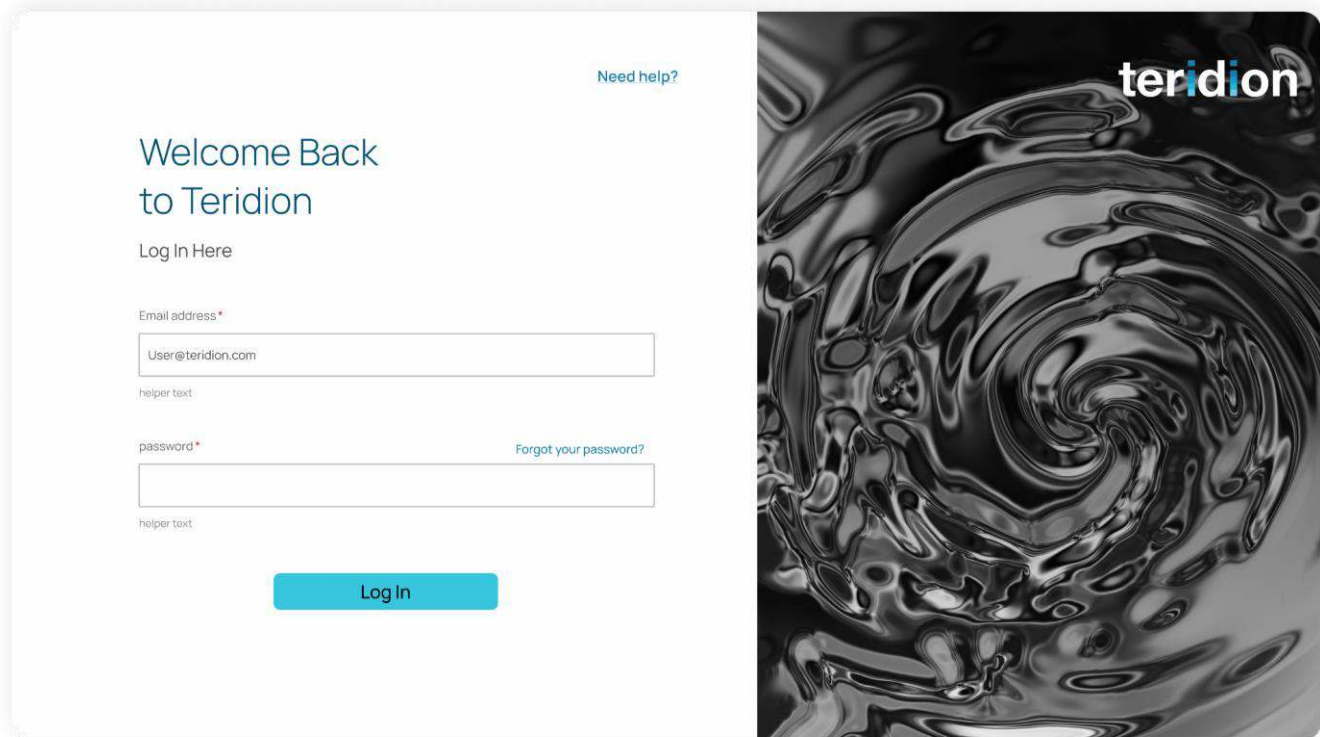 Need help?
teridion
Welcome Back
to Teridion
Log In Here
Email address*
User@teridion.com
helper text
password*
Forgot your password?
helper text
Log In